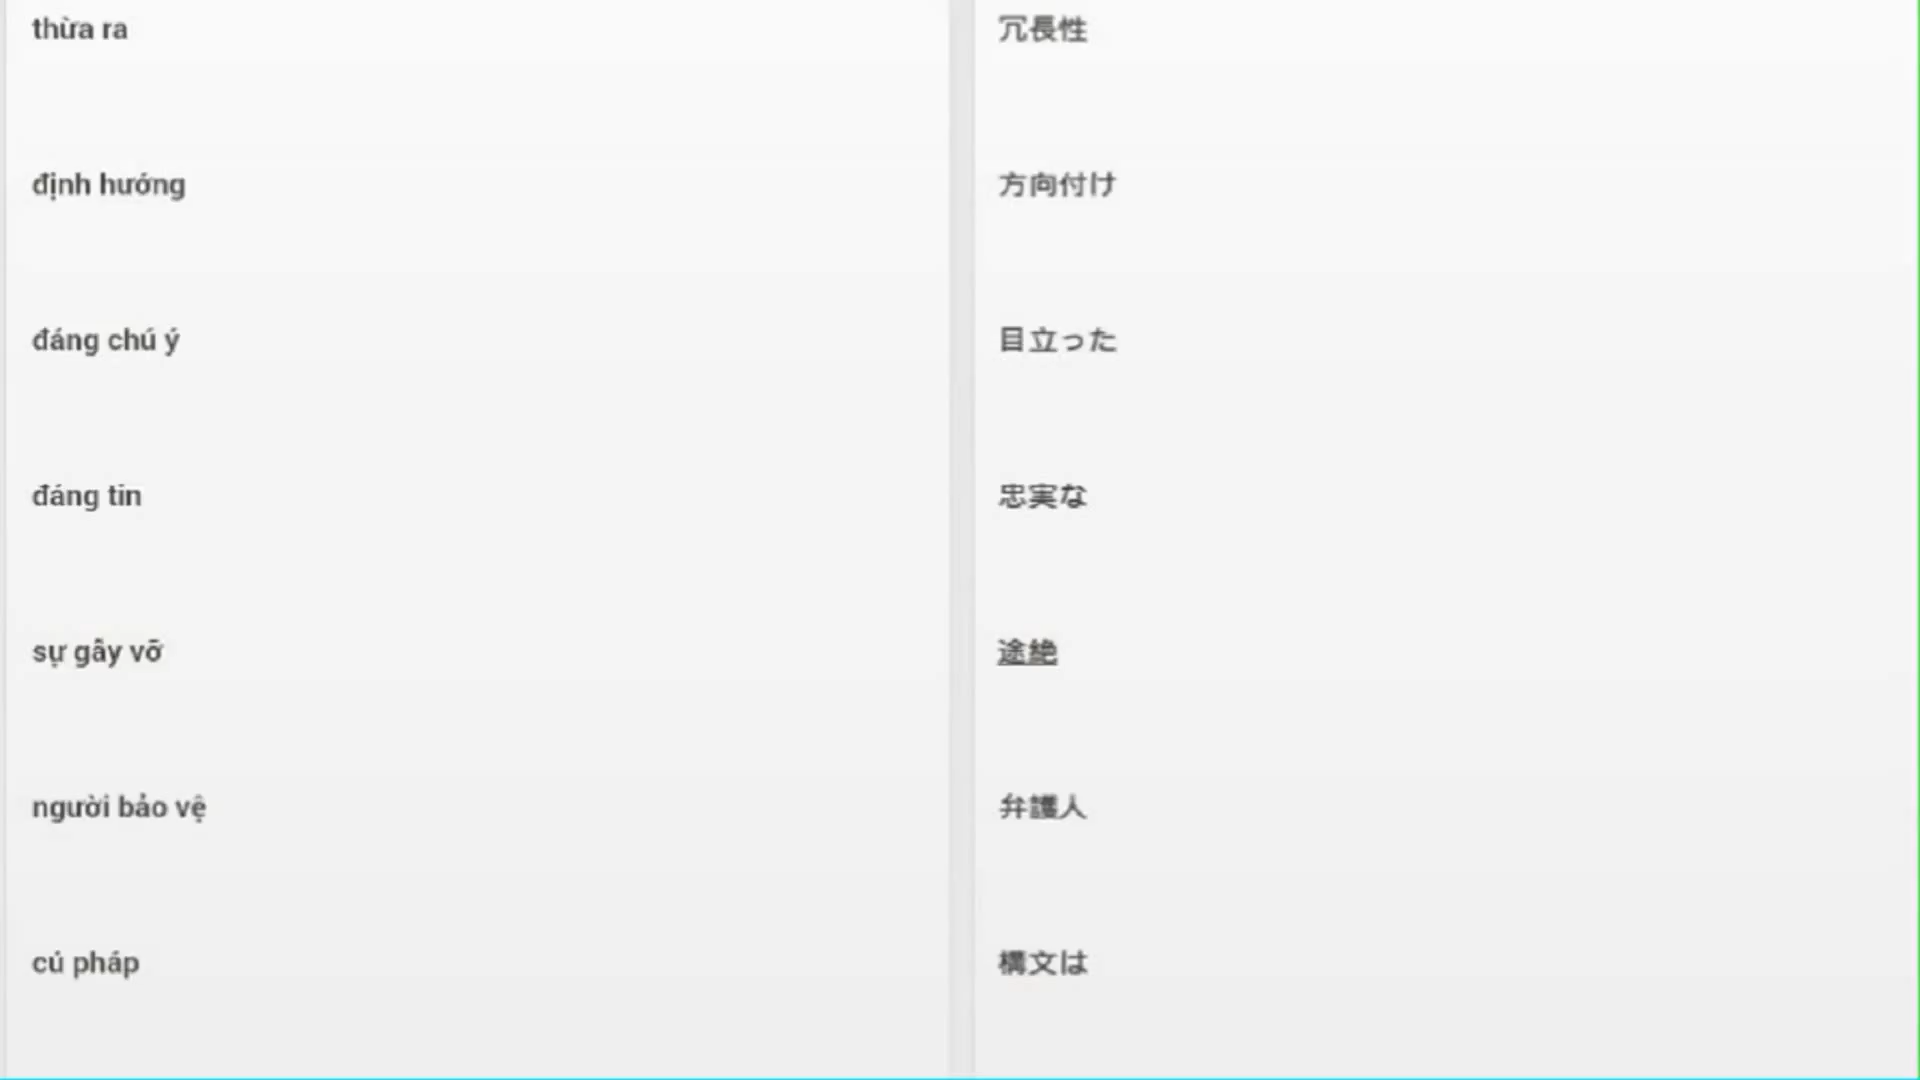 thừa ra
冗長性
định hướng
方向付け
đáng chú ý
目立った
đáng tin
忠実な
sự gãy vỡ
途絶
người bảo vệ
弁護人
cú pháp
構文は